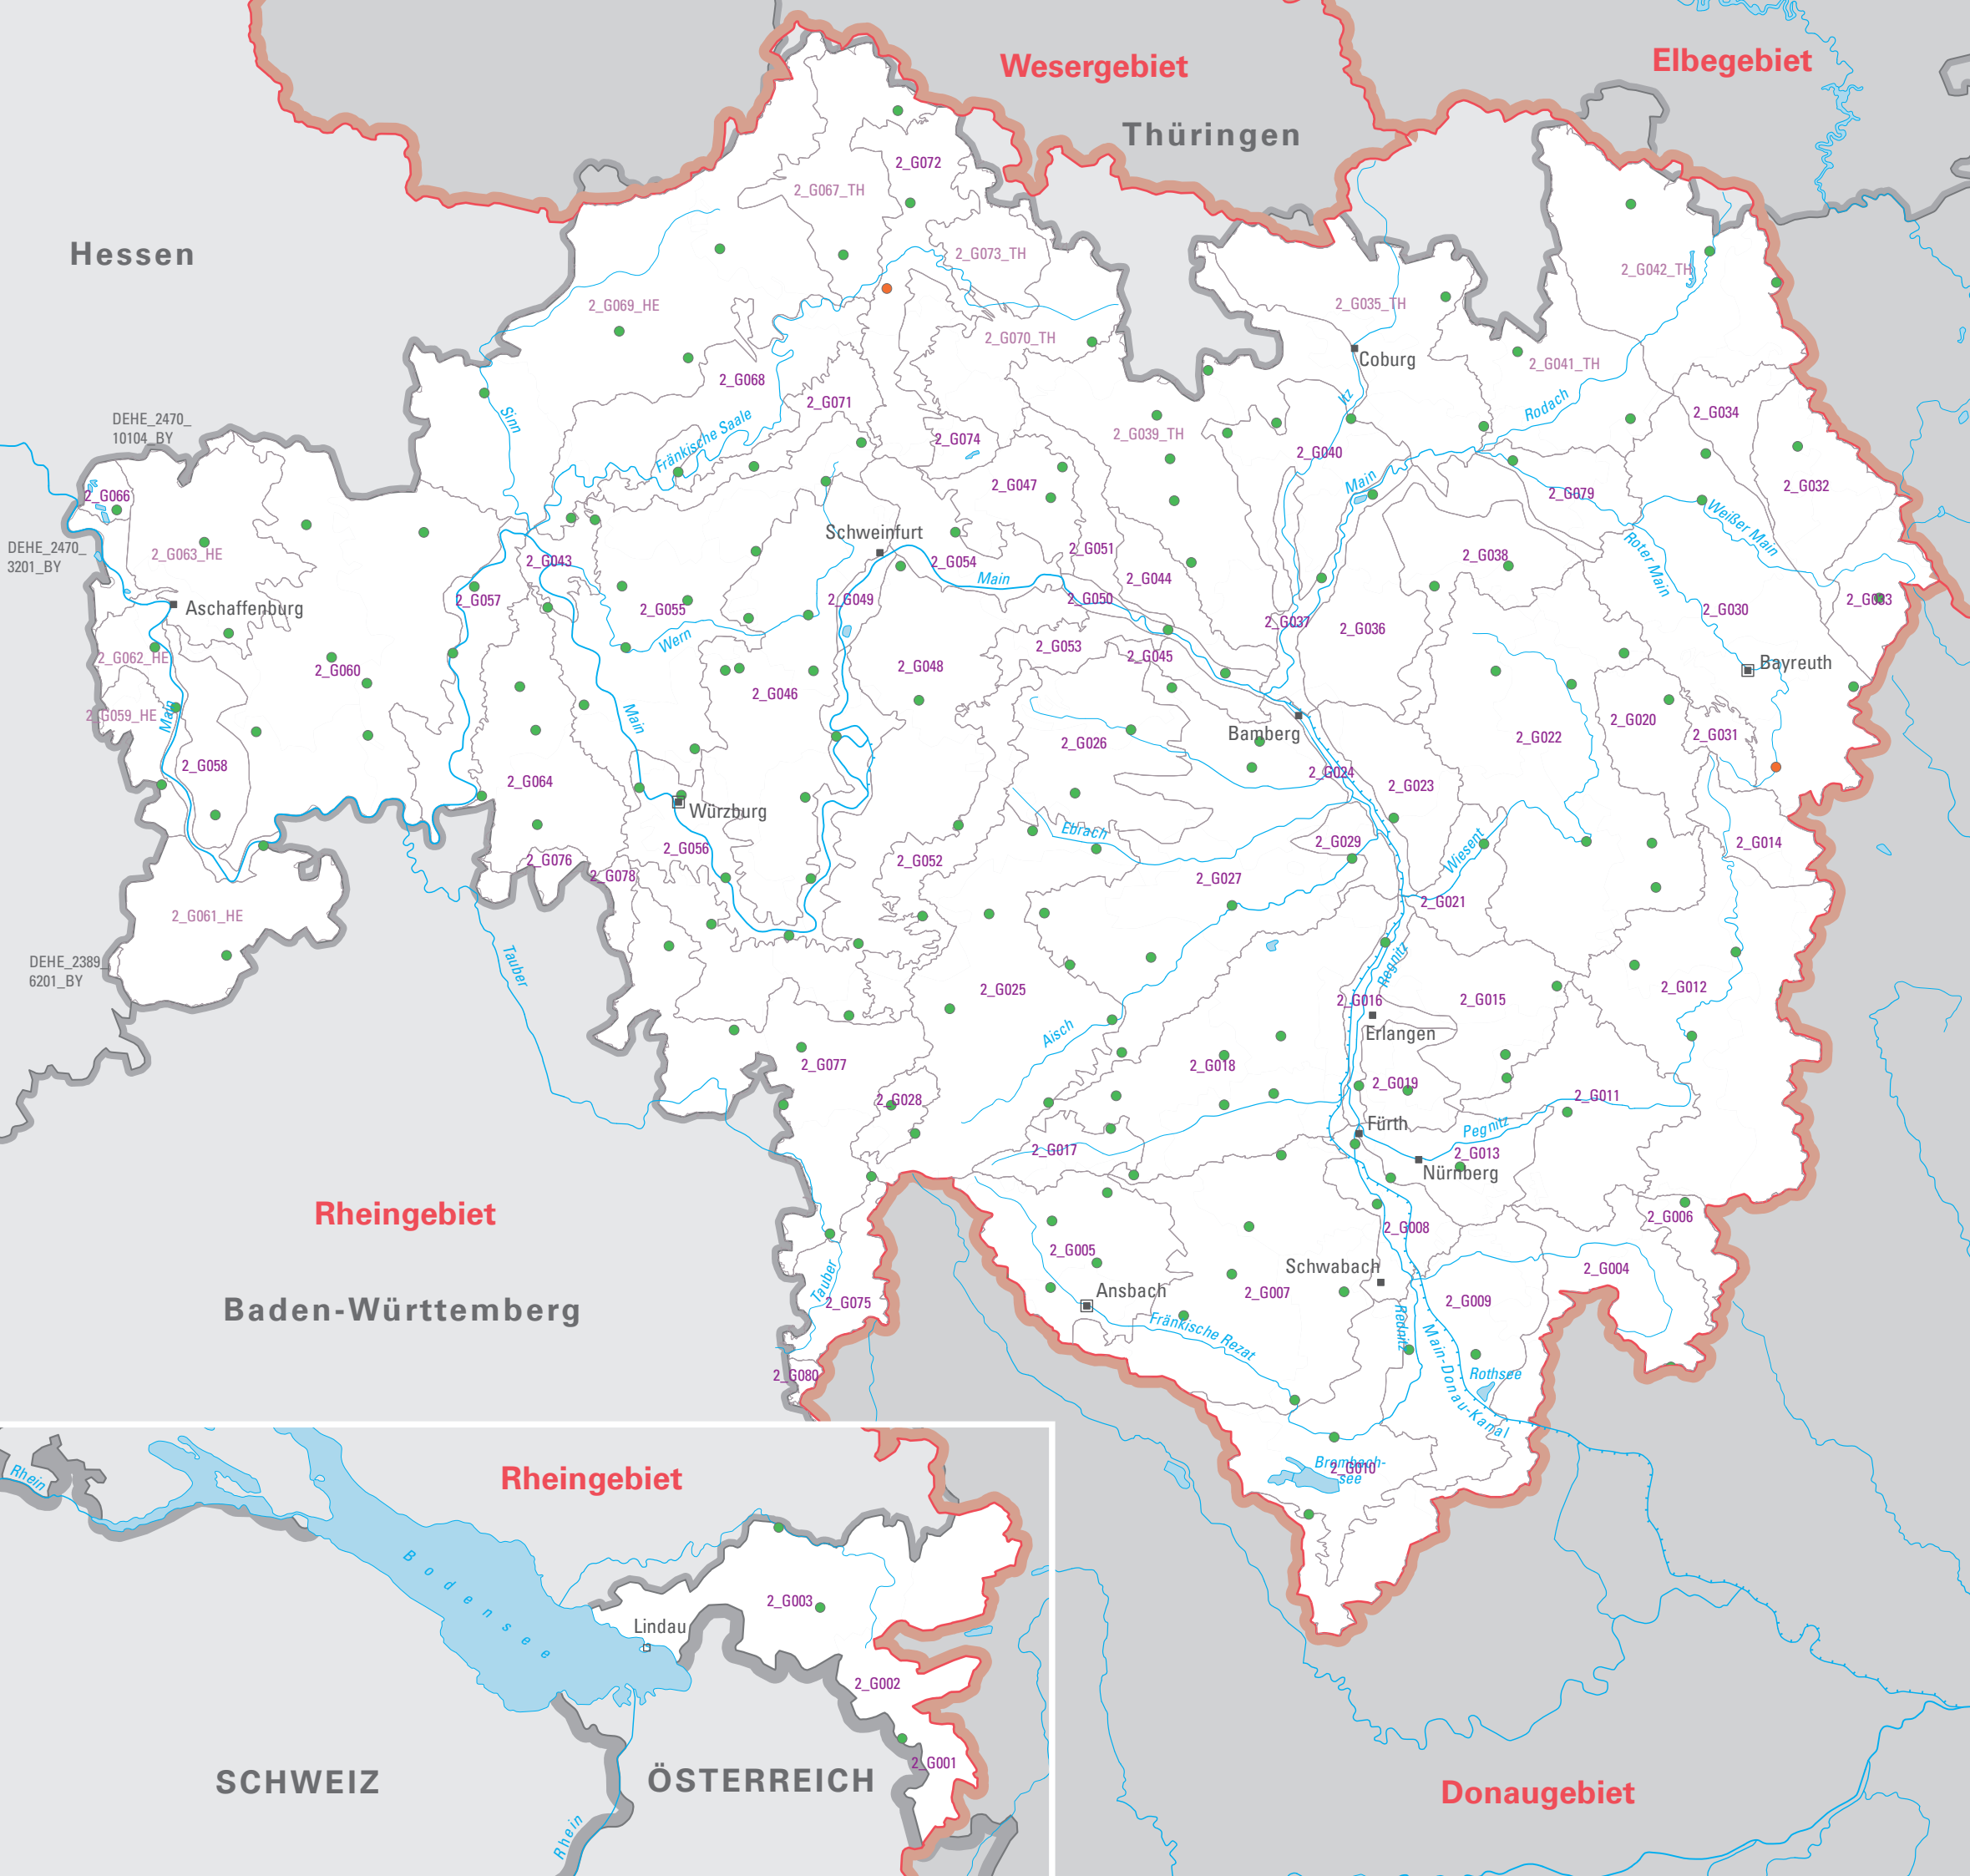 Wesergebiet
Elbegebiet
Thüringen
2_G072
2_G067_TH
Hessen
2_G073_TH
2_G042_TH
2_G069_HE
2_G035_TH
2_G070_TH
Coburg
2_G041_TH
2_G068
2_G071
Itz
Rodach
2_G034
DEHE_2470_
10104_BY
Sinn
Fränkische Saale
2_G074
2_G039_TH
2_G040
2_G066
2_G047
Main
2_G079
2_G032
Weißer Main
DEHE_2470_
3201_BY
2_G063_HE
2_G043
Schweinfurt
2_G054
2_G051
2_G038
Roter Main
Main
2_G044
2_G057
Aschaffenburg
2_G055
2_G049
2_G050
2_G030
2_G033
Wern
2_G037
2_G036
2_G062_HE
2_G060
2_G048
2_G053
2_G045
Bayreuth
2_G046
2_G059_HE
Main
Main
2_G020
2_G031
2_G026
Bamberg
2_G022
2_G058
2_G064
2_G024
2_G023
Würzburg
Ebrach
2_G029
Wiesent
2_G014
2_G076
2_G056
2_G052
2_G078
2_G027
2_G021
2_G061_HE
DEHE_2389_
6201_BY
Tauber
Regnitz
2_G025
2_G016
2_G015
2_G012
Aisch
Erlangen
2_G077
2_G018
2_G019
2_G028
2_G011
Fürth
Pegnitz
2_G017
2_G013
Nürnberg
Rheingebiet
2_G008
2_G006
2_G005
Schwabach
2_G004
Tauber
2_G075
Ansbach
2_G007
2_G009
Baden-Württemberg
Fränkische Rezat
Rednitz
Main-Donau-Kanal
2_G080
Rothsee
Brombach-
see
2_G010
Rheingebiet
Rhein
Bodensee
2_G003
Lindau
2_G002
2_G001
SCHWEIZ
ÖSTERREICH
Rhein
Donaugebiet